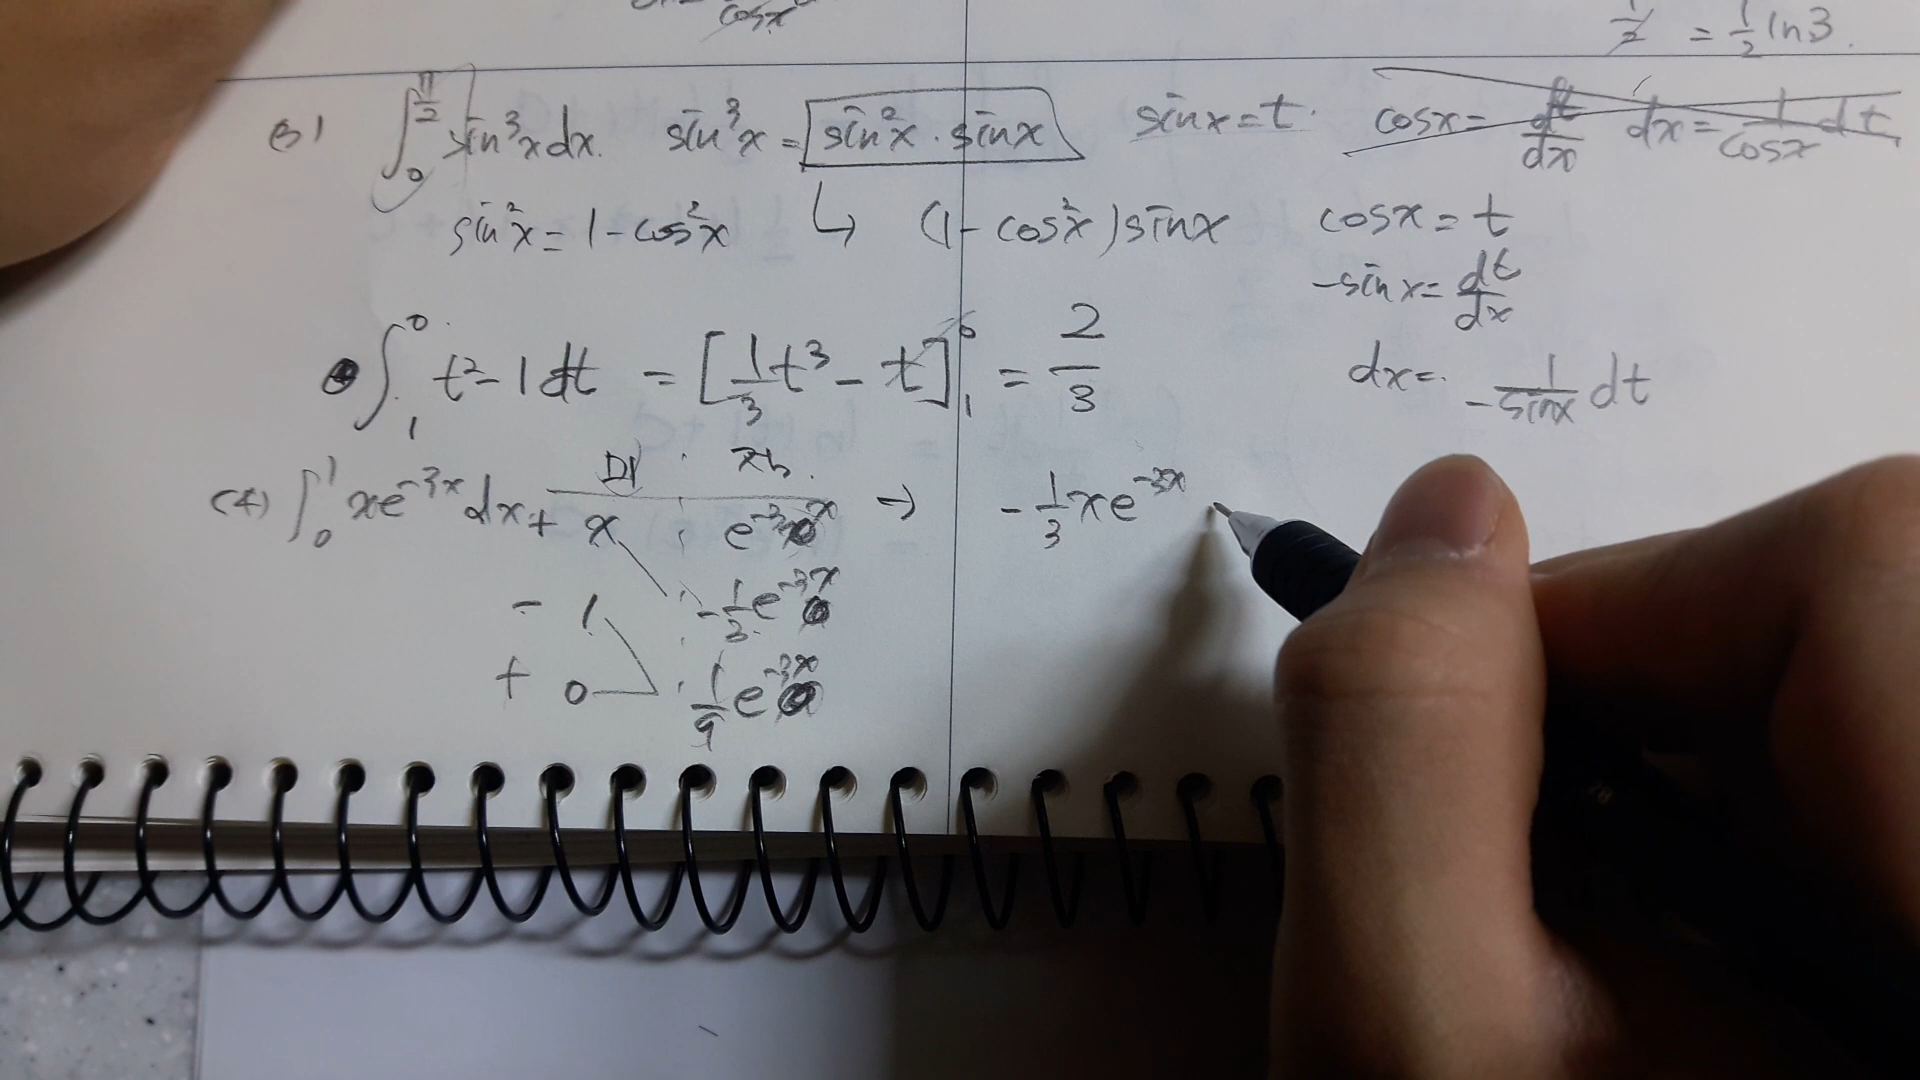 cosx
1/2 = 1/2 ln3.
(3) ∫₀^(π/2) sin³x dx. sin³x = sin²x · sinx sinx = t. cosx = dt/dx dx = 1/cosx dt
sin²x = 1 - cos²x ↳ (1 - cos²x) sinx cosx = t
-sinx = dt/dx
∫₁⁰ t² - 1 dt = [1/3 t³ - t]₁⁰ = 2/3 dx = 1/-sinx dt
(4) ∫₀¹ xe^(-3x) dx + x e^(-3x) → -1/3 xe^(-3x)
- 1 -1/3 e^(-3x)
+ 0 1/9 e^(-3x)